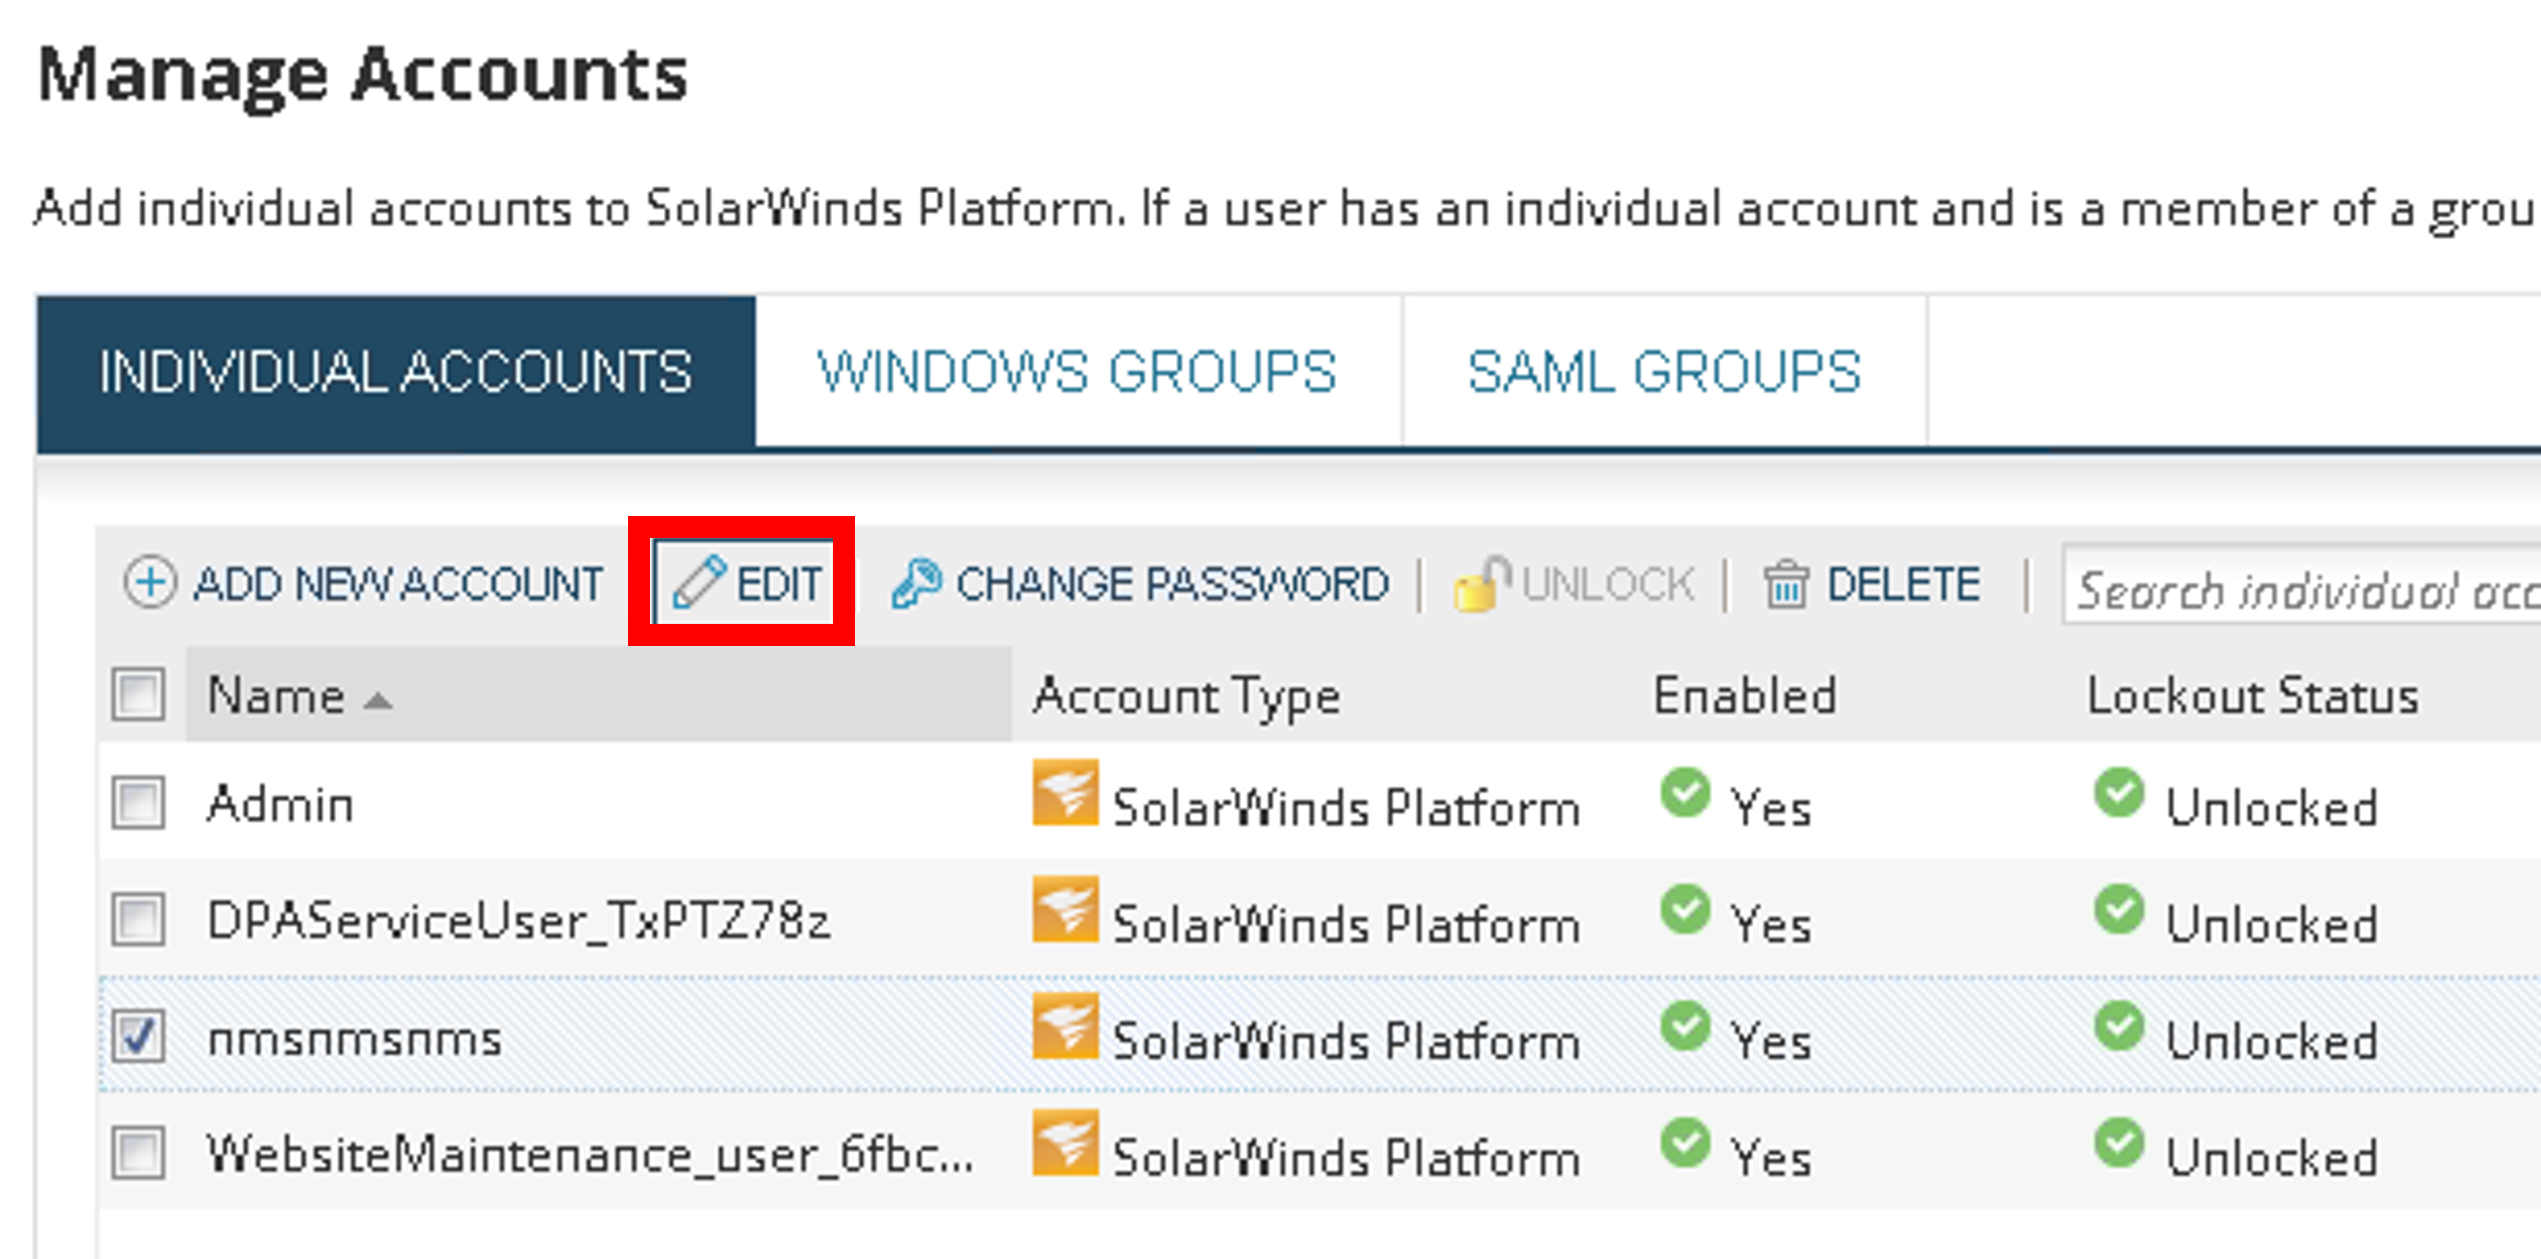 Manage Accounts
Add individual accounts to SolarWinds Platform. If a user has an individual account and is a member of a grou
INDIVIDUAL ACCOUNTS WINDOWS GROUPS SAML GROUPS
ADD NEW ACCOUNT EDIT CHANGE PASSWORD | UNLOCK | DELETE | Search individual acc
Name Account Type Enabled Lockout Status
Admin SolarWinds Platform Yes Unlocked
DPAServiceUser_TxPTZ78z SolarWinds Platform Yes Unlocked
nmsnmsnms SolarWinds Platform Yes Unlocked
WebsiteMaintenance_user_6fbc... SolarWinds Platform Yes Unlocked